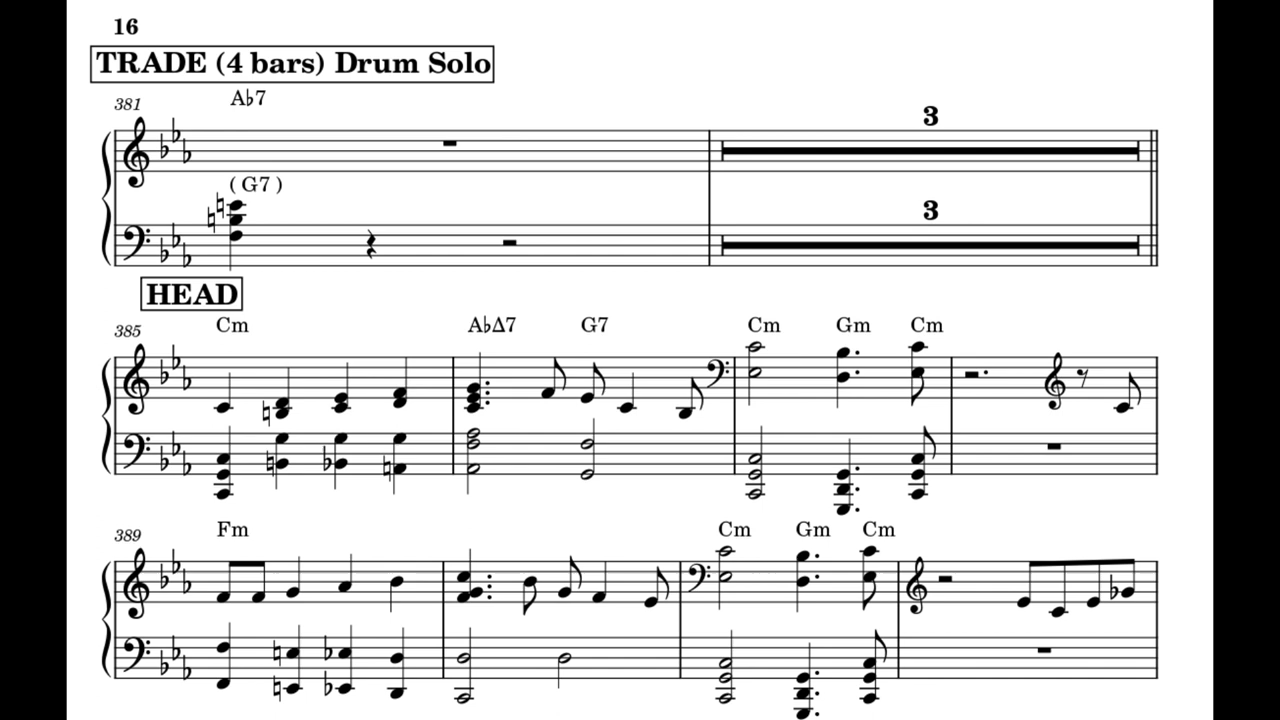 16
TRADE (4 bars) Drum Solo
381
A♭7
3
( G7 )
3
HEAD
385
Cm A♭Δ7 G7 Cm Gm Cm
389
Fm Cm Gm Cm